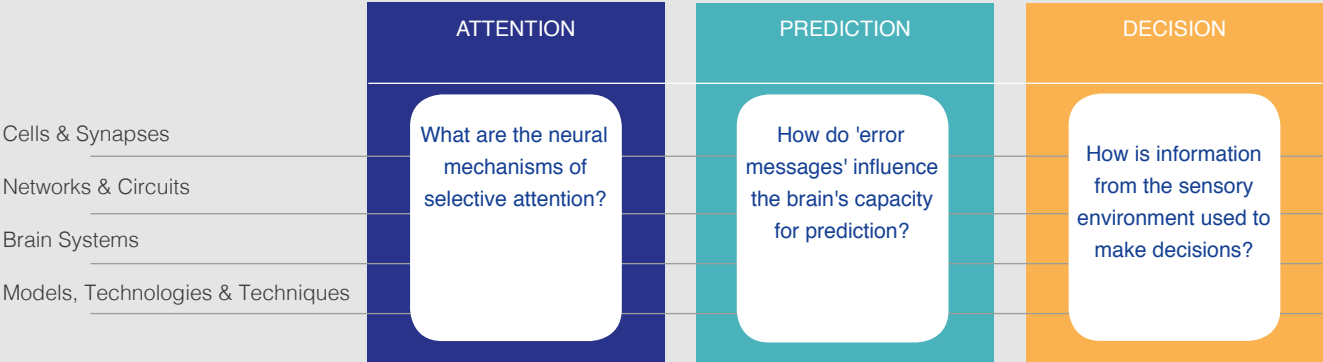 ATTENTION
PREDICTION
DECISION
Cells & Synapses
Networks & Circuits
Brain Systems
Models, Technologies & Techniques
What are the neural
mechanisms of
selective attention?
How do 'error
messages' influence
the brain's capacity
for prediction?
How is information
from the sensory
environment used to
make decisions?